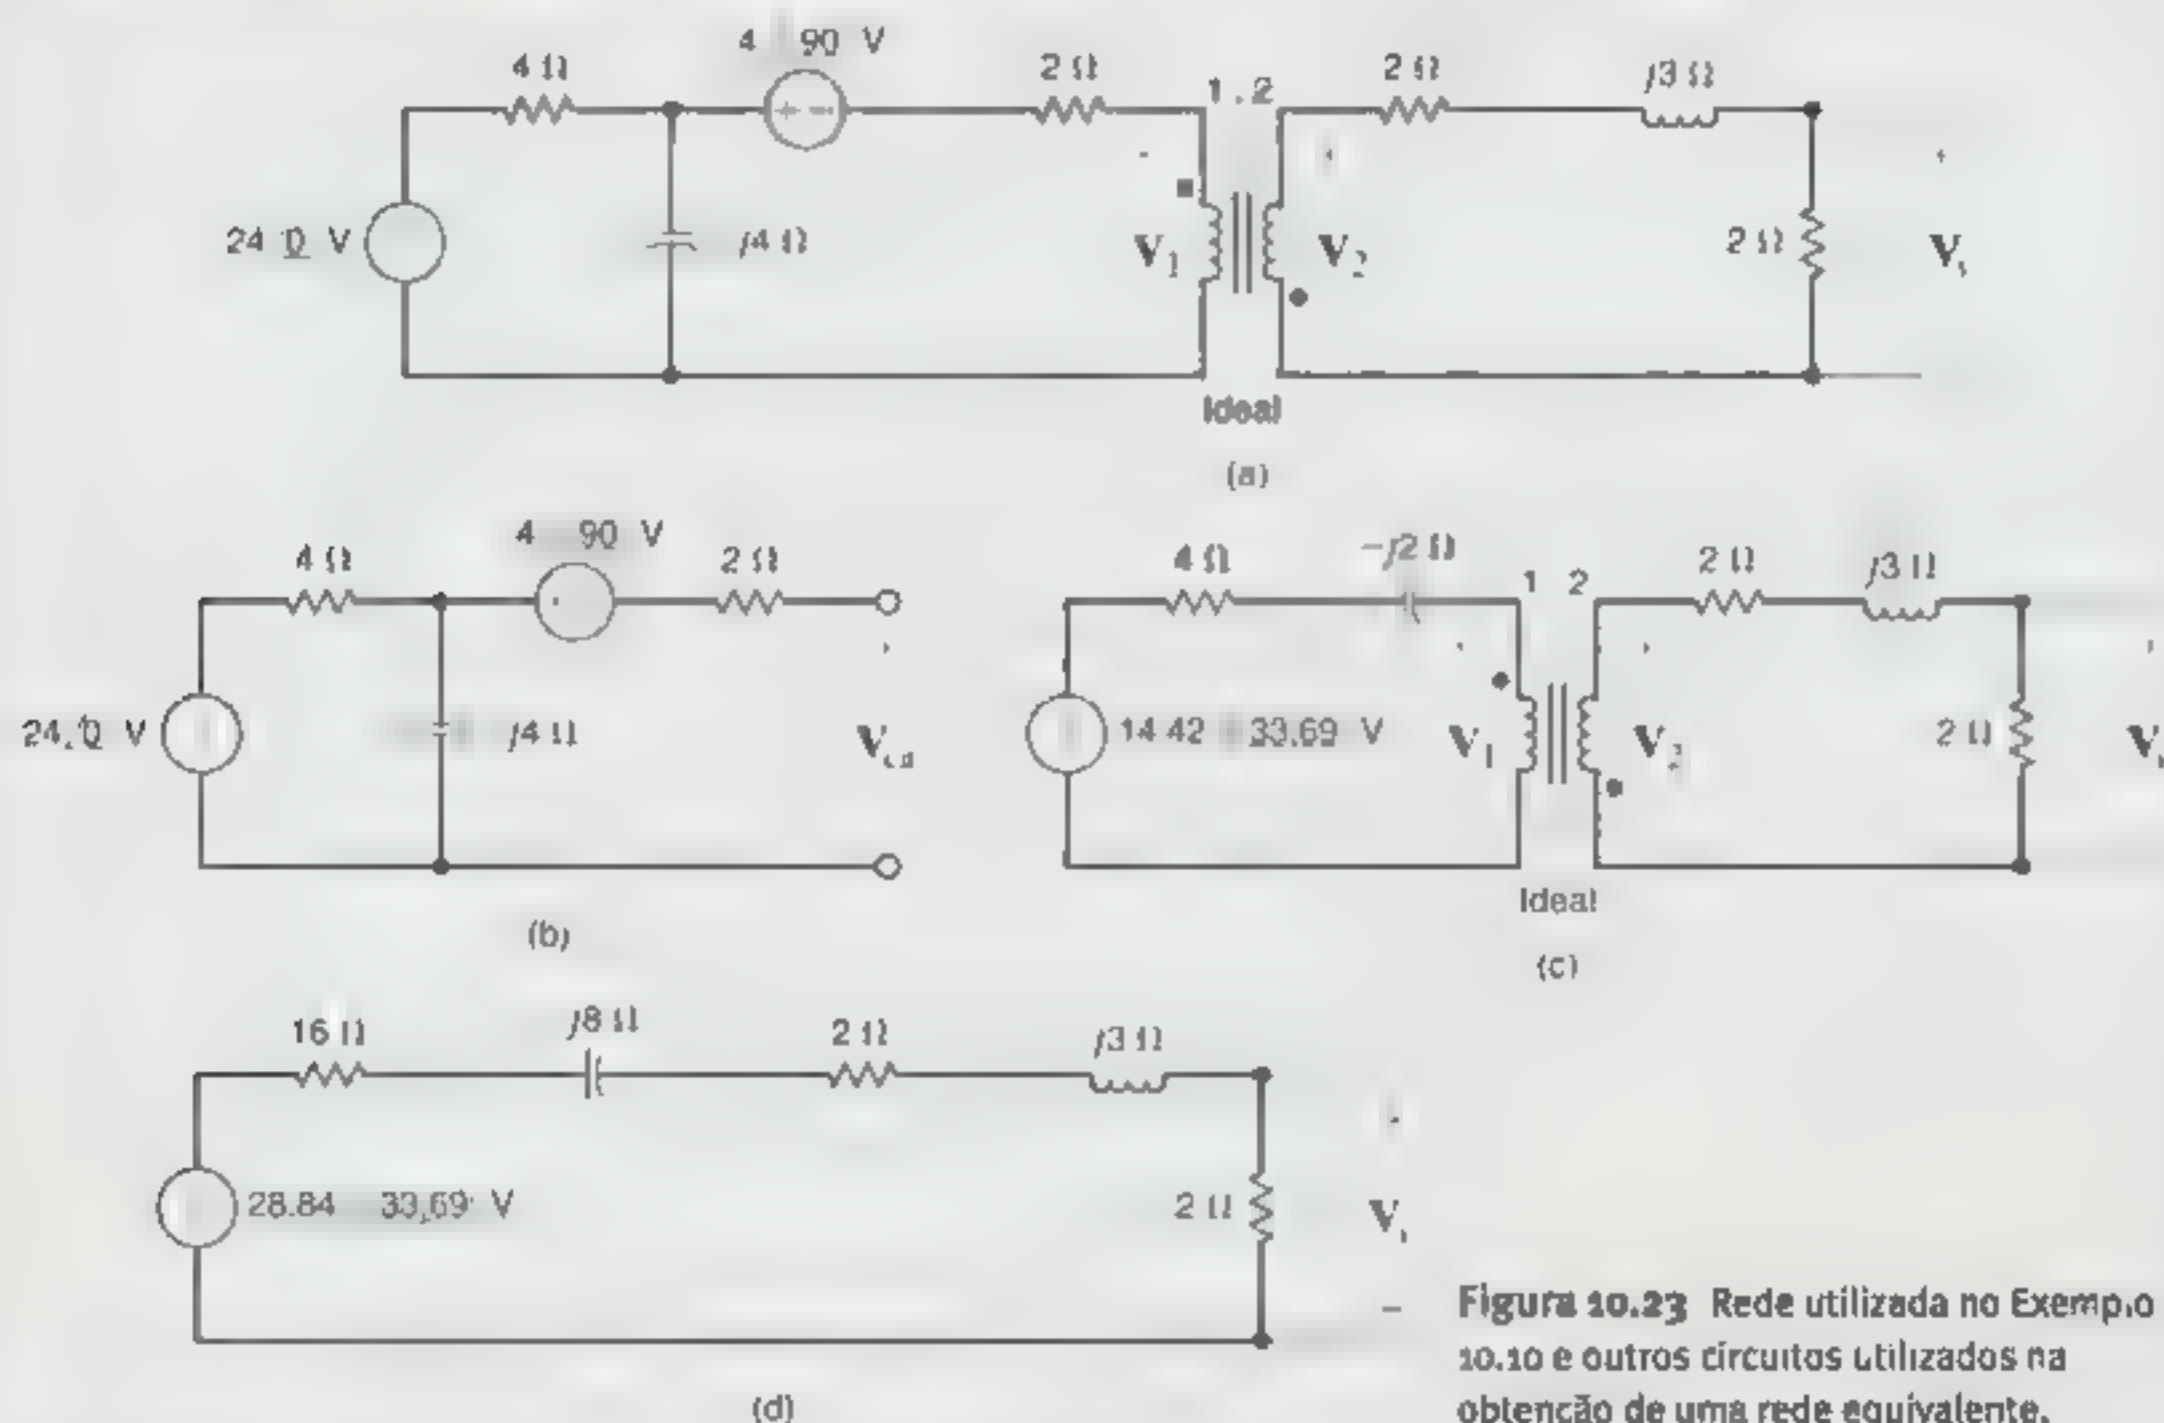 4 90 V
4 Ω
2 Ω
1.2
2 Ω
j3 Ω
24 0 V
j4 Ω
V1
V2
2 Ω
Ideal
(a)
4 90 V
4 Ω
2 Ω
24 0 V
j4 Ω
(b)
4 Ω
-j2 Ω
1 2
2 Ω
j3 Ω
14.42 33.69 V
V1
V2
2 Ω
Ideal
(c)
16 Ω
j8 Ω
2 Ω
j3 Ω
28.84 33,69 V
2 Ω
(d)
Figura 10.23 Rede utilizada no Exemplo
10.10 e outros circuitos utilizados na
obtenção de uma rede equivalente.